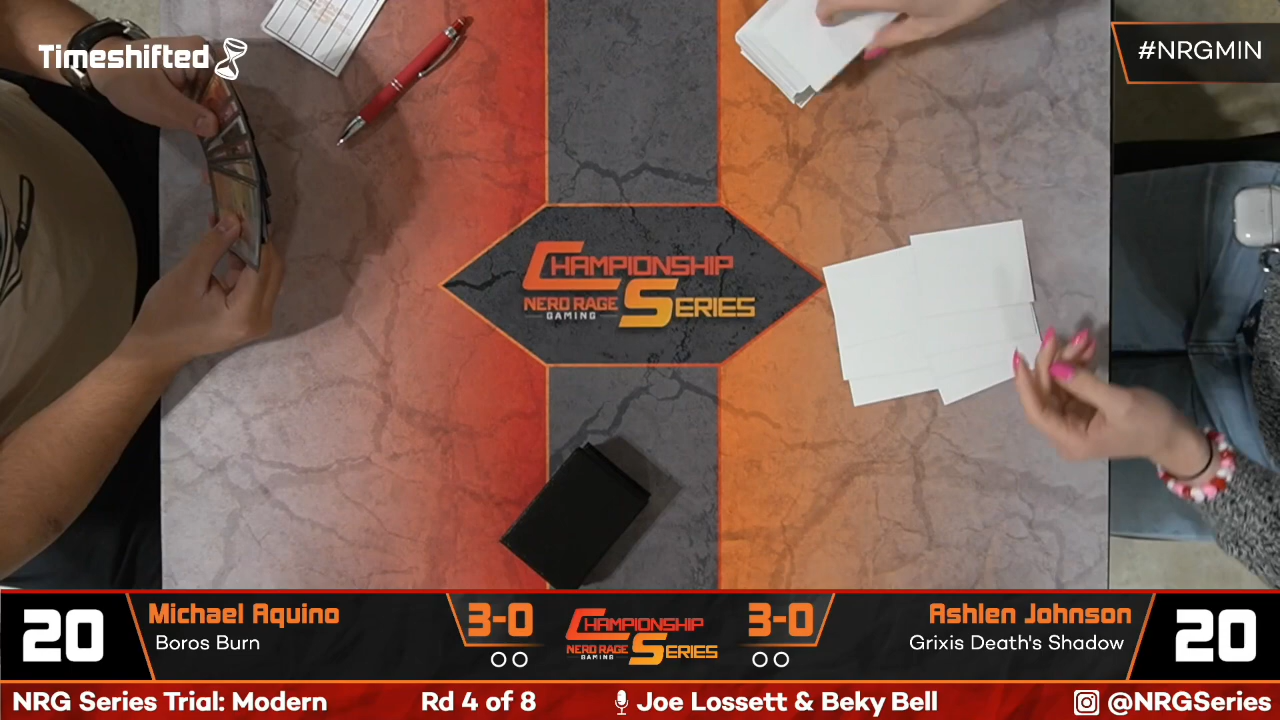 Timeshifted
#NRGMIN
CHAMPIONSHIP
NERD RAGE
GAMING
SERIES
20
Michael Aquino
Boros Burn
3-0
CHAMPIONSHIP
NERD RAGE
GAMING
SERIES
3-0
Ashlen Johnson
Grixis Death's Shadow
20
NRG Series Trial: Modern
Rd 4 of 8
Joe Lossett & Beky Bell
@NRGSeries